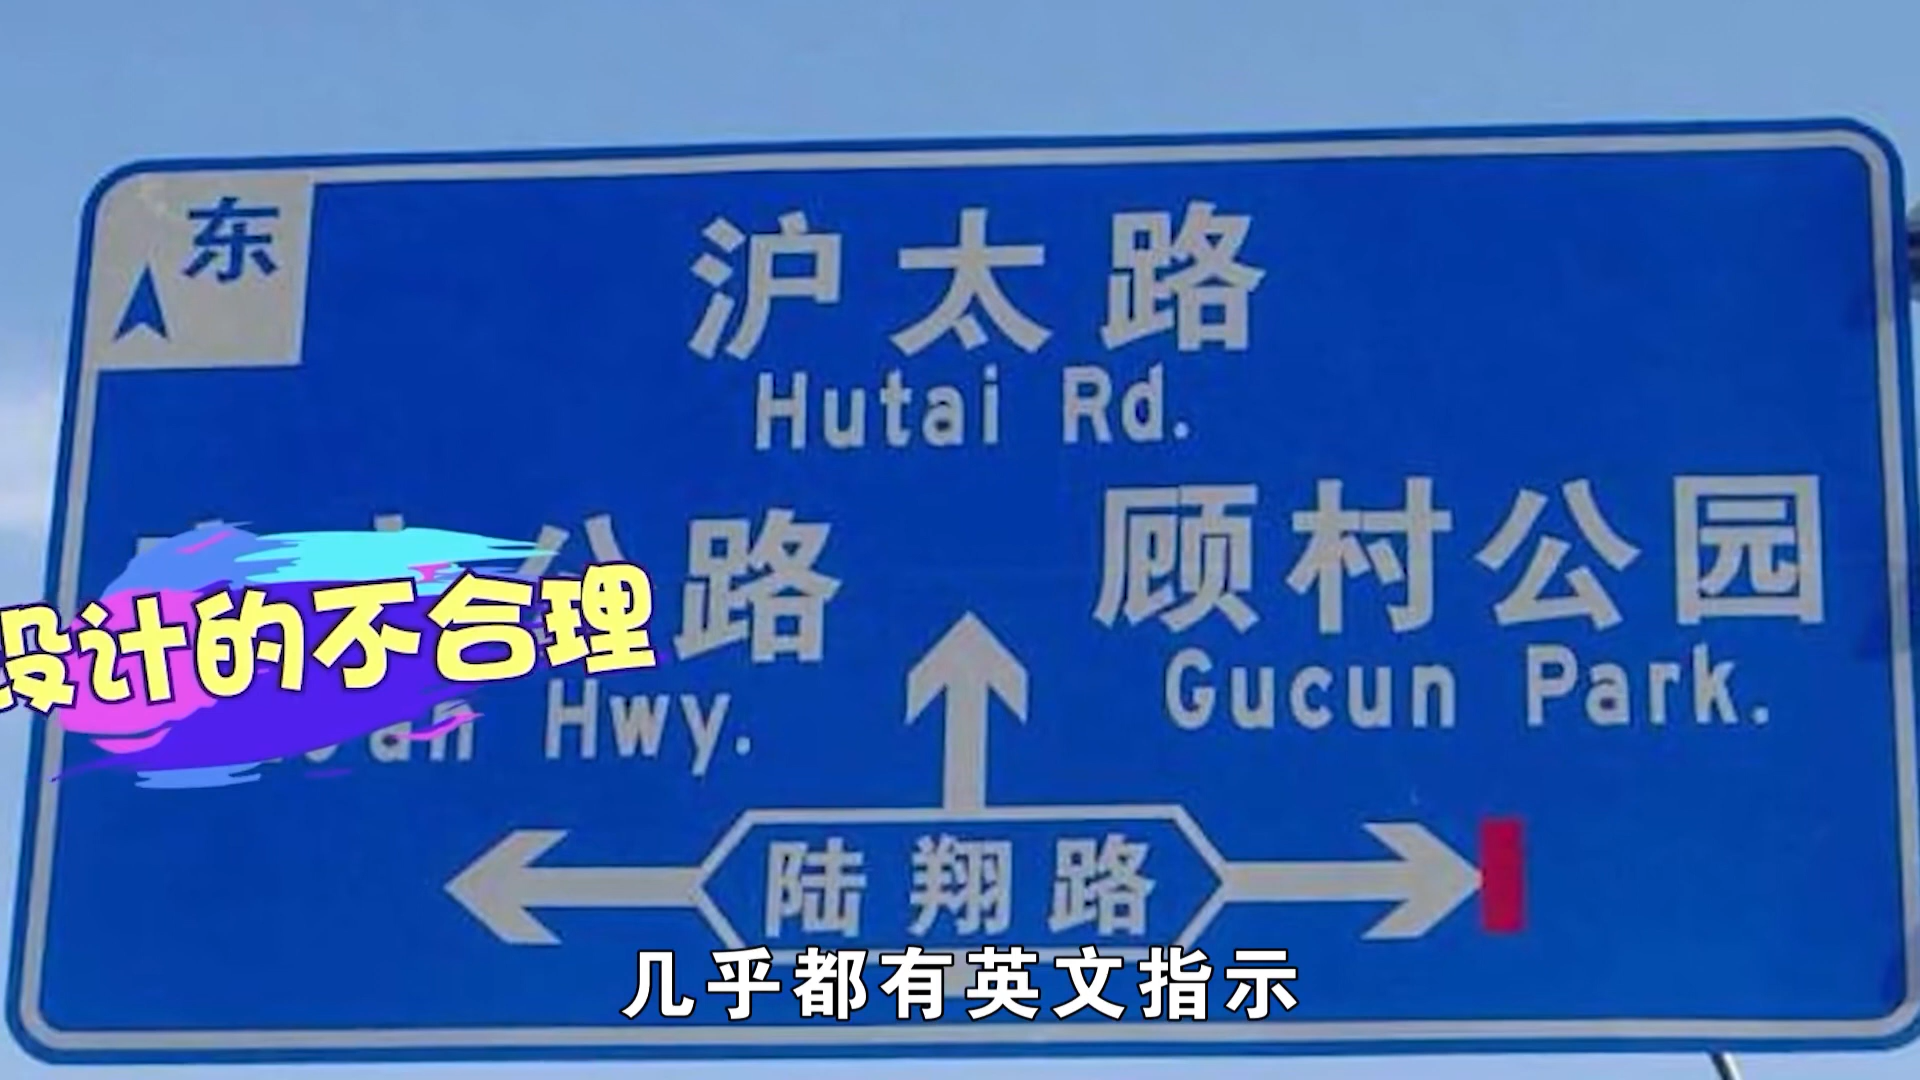 东
沪太路
Hutai Rd.
公路
Hwy.
顾村公园
Gucun Park.
设计的不合理
陆翔路
几乎都有英文指示